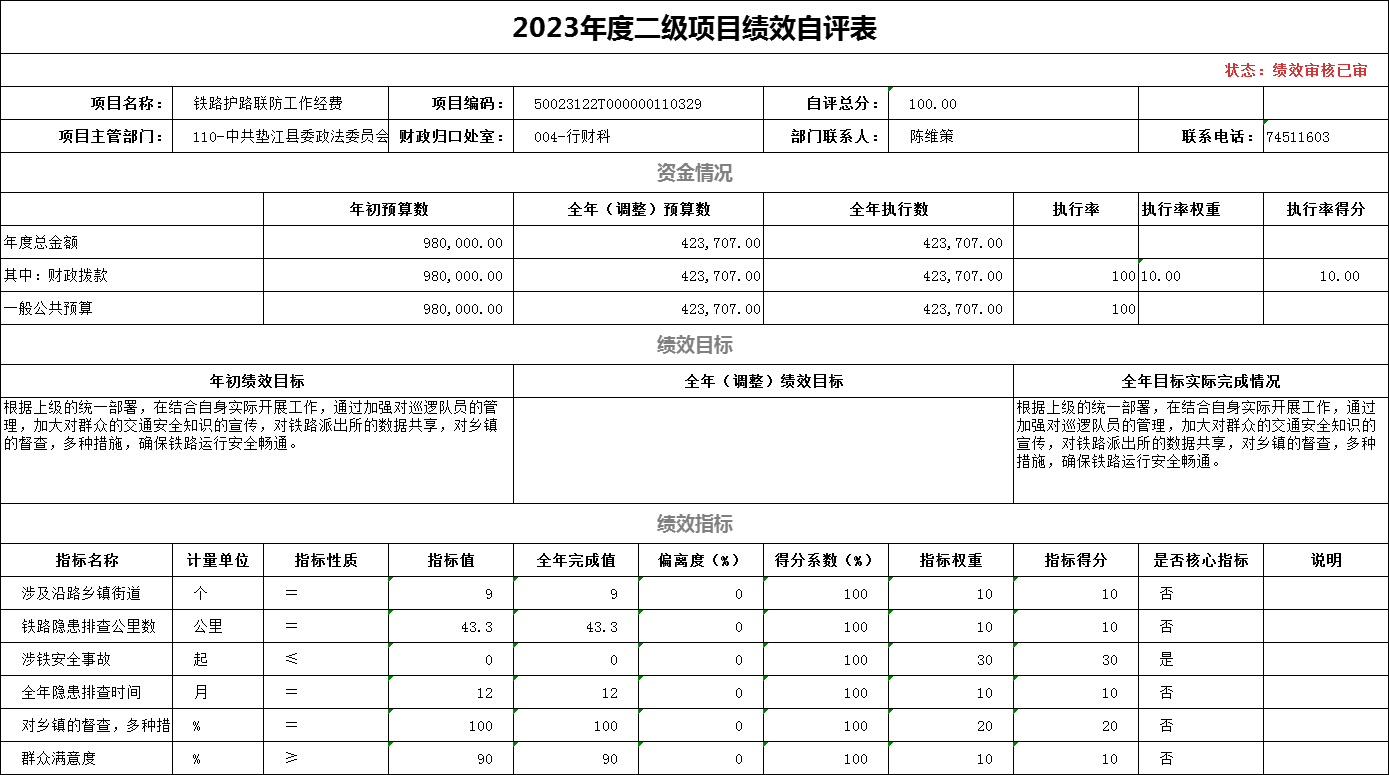 2023年度二级项目绩效自评表
状态：绩效审核已审
项目名称： 铁路护路联防工作经费 项目编码： 50023122T000000110329 自评总分： 100.00
项目主管部门： 110-中共垫江县委政法委员会 财政归口处室： 004-行财科 部门联系人： 陈维策 联系电话： 74511603
资金情况
年初预算数 全年（调整）预算数 全年执行数 执行率 执行率权重 执行率得分
年度总金额 980,000.00 423,707.00 423,707.00
其中：财政拨款 980,000.00 423,707.00 423,707.00 100 10.00 10.00
一般公共预算 980,000.00 423,707.00 423,707.00 100
绩效目标
年初绩效目标 全年（调整）绩效目标 全年目标实际完成情况
根据上级的统一部署，在结合自身实际开展工作，通过加强对巡逻队员的管
理，加大对群众的交通安全知识的宣传，对铁路派出所的数据共享，对乡镇
的督查，多种措施，确保铁路运行安全畅通。
根据上级的统一部署，在结合自身实际开展工作，通过
加强对巡逻队员的管理，加大对群众的交通安全知识的
宣传，对铁路派出所的数据共享，对乡镇的督查，多种
措施，确保铁路运行安全畅通。
绩效指标
指标名称 计量单位 指标性质 指标值 全年完成值 偏离度（%） 得分系数（%） 指标权重 指标得分 是否核心指标 说明
涉及沿路乡镇街道 个 ＝ 9 9 0 100 10 10 否
铁路隐患排查公里数 公里 ＝ 43.3 43.3 0 100 10 10 否
涉铁安全事故 起 ≤ 0 0 0 100 30 30 是
全年隐患排查时间 月 ＝ 12 12 0 100 10 10 否
对乡镇的督查，多种措 % ＝ 100 100 0 100 20 20 否
群众满意度 % ≥ 90 90 0 100 10 10 否